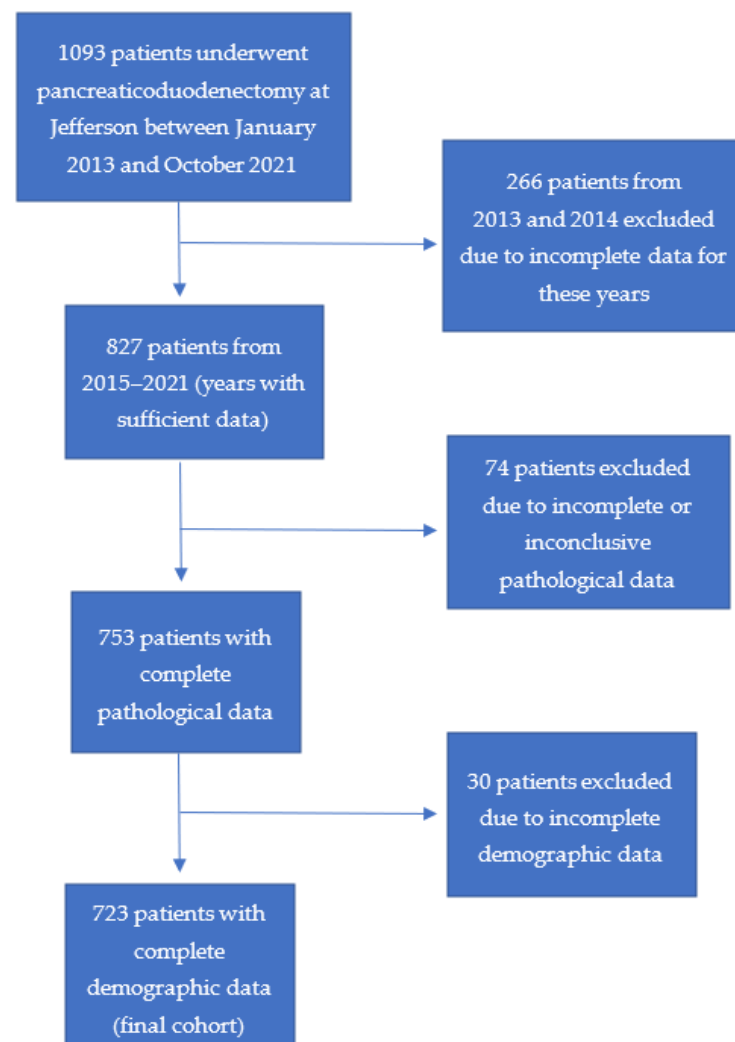 1093 patients underwent
pancreaticoduodenectomy at
Jefferson between January
2013 and October 2021
266 patients from
2013 and 2014 excluded
due to incomplete data for
these years
827 patients from
2015–2021 (years with
sufficient data)
74 patients excluded
due to incomplete or
inconclusive
pathological data
753 patients with
complete
pathological data
30 patients excluded
due to incomplete
demographic data
723 patients with
complete
demographic data
(final cohort)